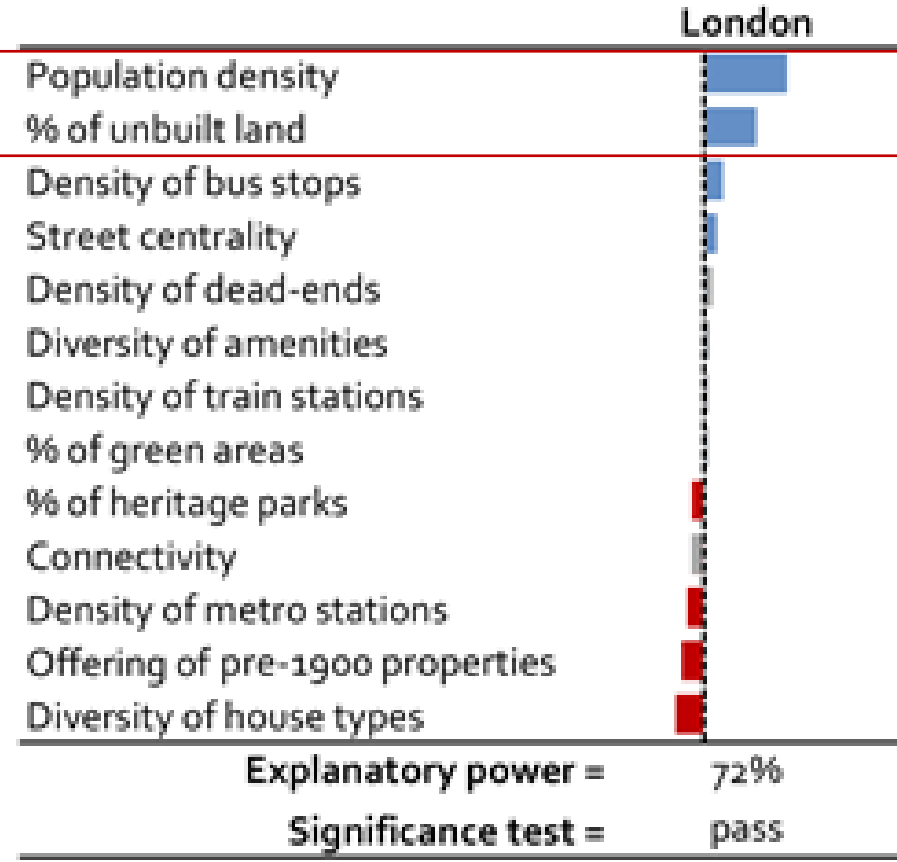 London
Population density
% of unbuilt land
Density of bus stops
Street centrality
Density of dead-ends
Diversity of amenities
Density of train stations
% of green areas
% of heritage parks
Connectivity
Density of metro stations
Offering of pre-1900 properties
Diversity of house types
Explanatory power = 72%
Significance test = pass